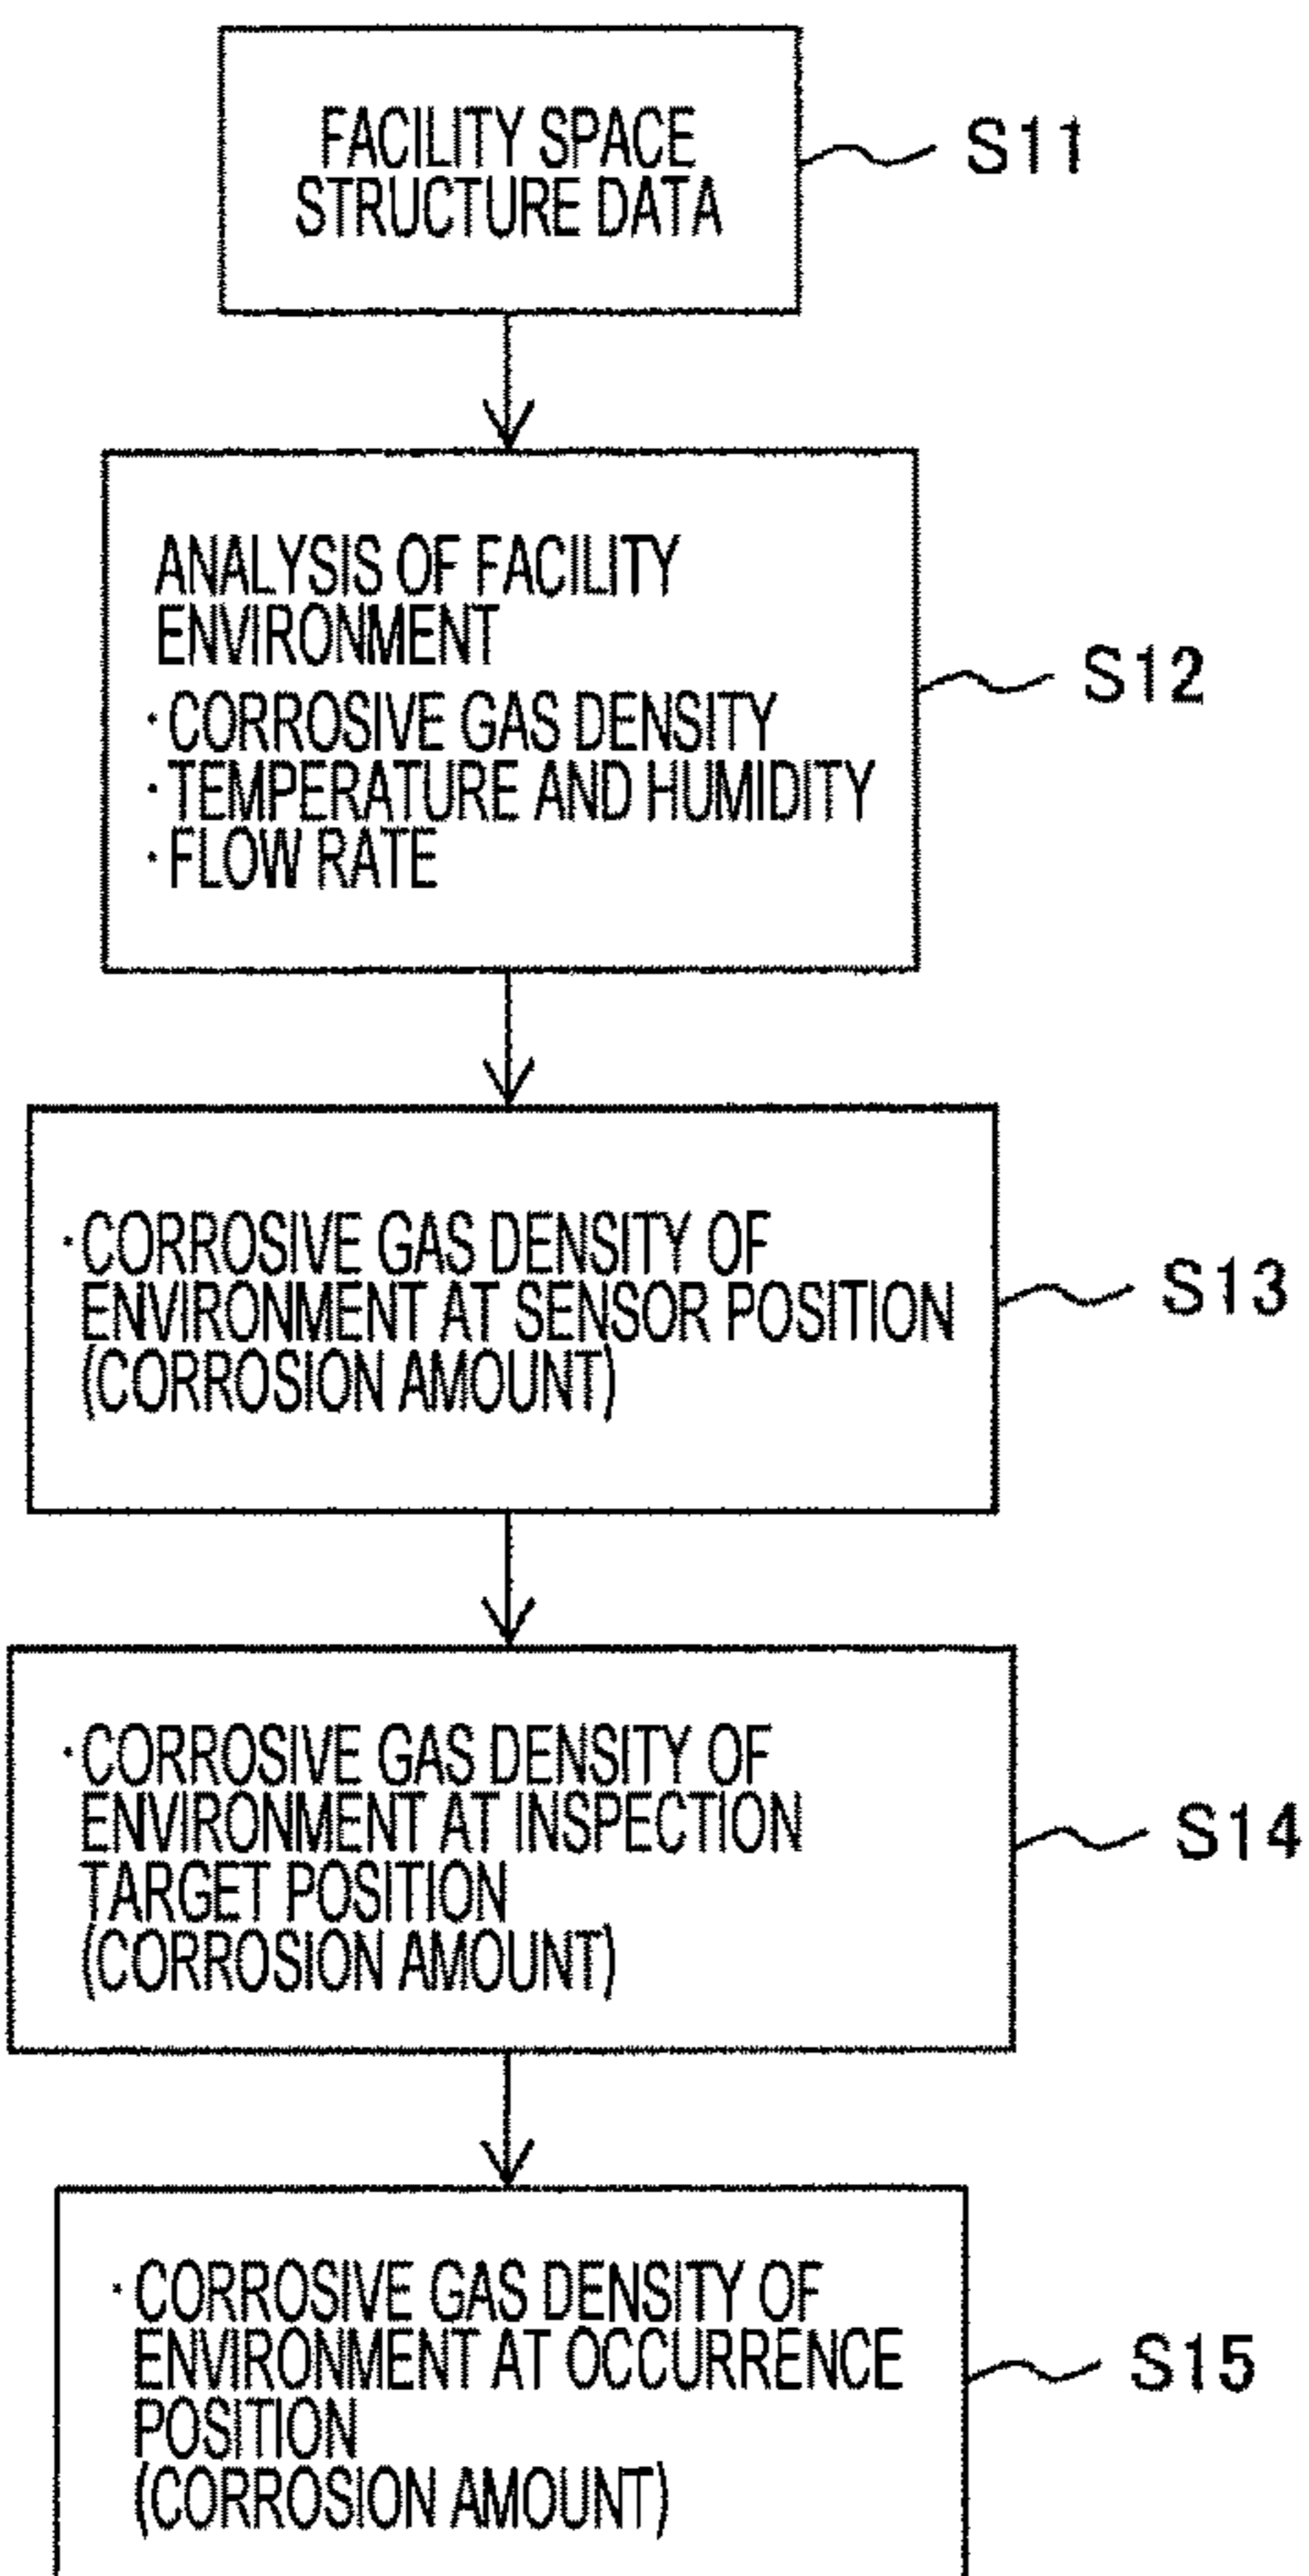 FACILITY SPACE
STRUCTURE DATA
S11
ANALYSIS OF FACILITY
ENVIRONMENT
・CORROSIVE GAS DENSITY
・TEMPERATURE AND HUMIDITY
・FLOW RATE
S12
・CORROSIVE GAS DENSITY OF
ENVIRONMENT AT SENSOR POSITION
(CORROSION AMOUNT)
S13
・CORROSIVE GAS DENSITY OF
ENVIRONMENT AT INSPECTION
TARGET POSITION
(CORROSION AMOUNT)
S14
・CORROSIVE GAS DENSITY OF
ENVIRONMENT AT OCCURRENCE
POSITION
(CORROSION AMOUNT)
S15